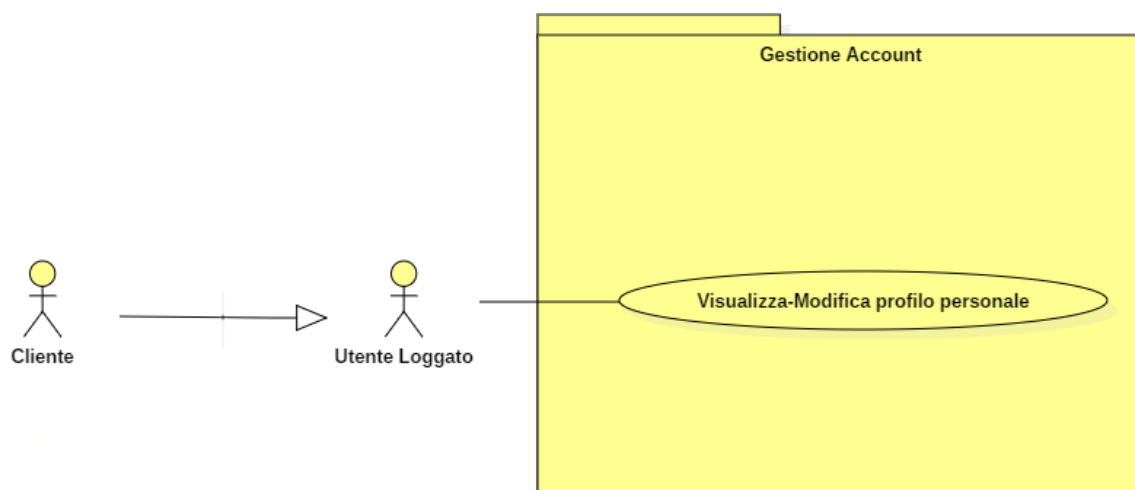 Gestione Account
Visualizza-Modifica profilo personale
Cliente
Utente Loggato